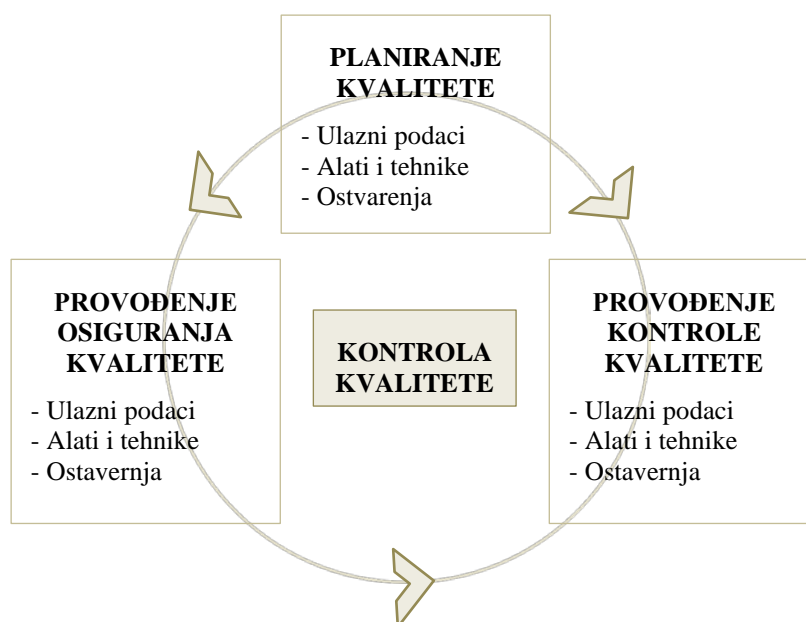 PLANIRANJE
KVALITETE
- Ulazni podaci
- Alati i tehnike
- Ostvarenja
PROVOĐENJE
OSIGURANJA
KVALITETE
- Ulazni podaci
- Alati i tehnike
- Ostavernja
KONTROLA
KVALITETE
PROVOĐENJE
KONTROLE
KVALITETE
- Ulazni podaci
- Alati i tehnike
- Ostavernja